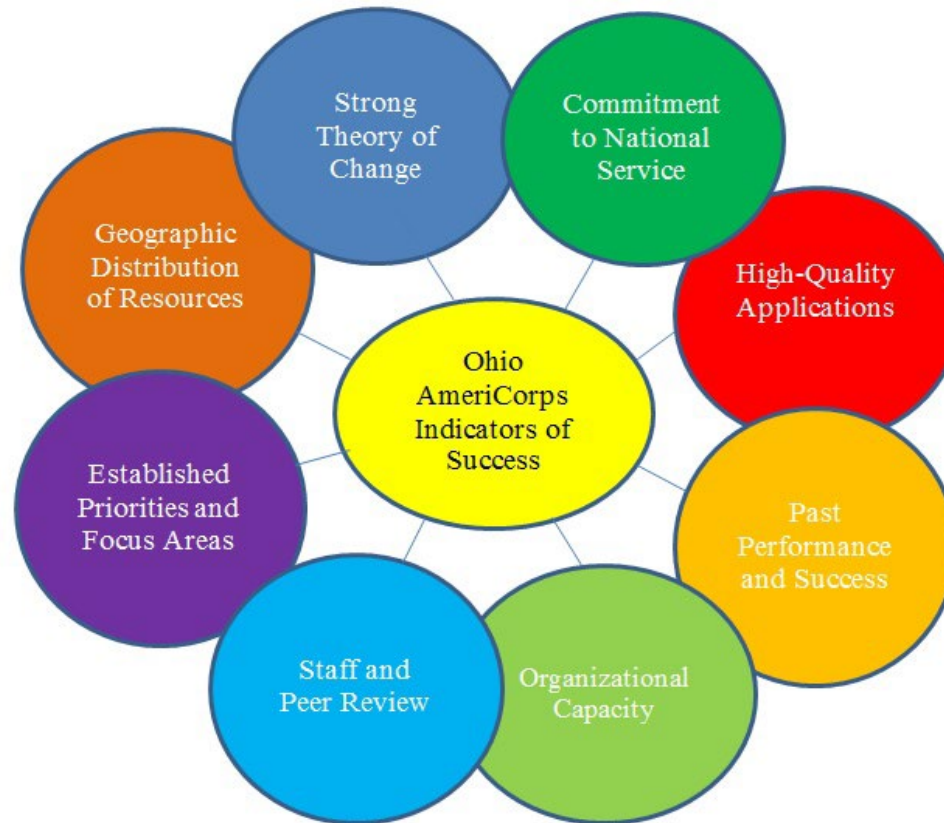 Strong
Theory of
Change
Commitment
to National
Service
High-Quality
Applications
Past
Performance
and Success
Organizational
Capacity
Staff and
Peer Review
Established
Priorities and
Focus Areas
Geographic
Distribution
of Resources
Ohio
AmeriCorps
Indicators of
Success